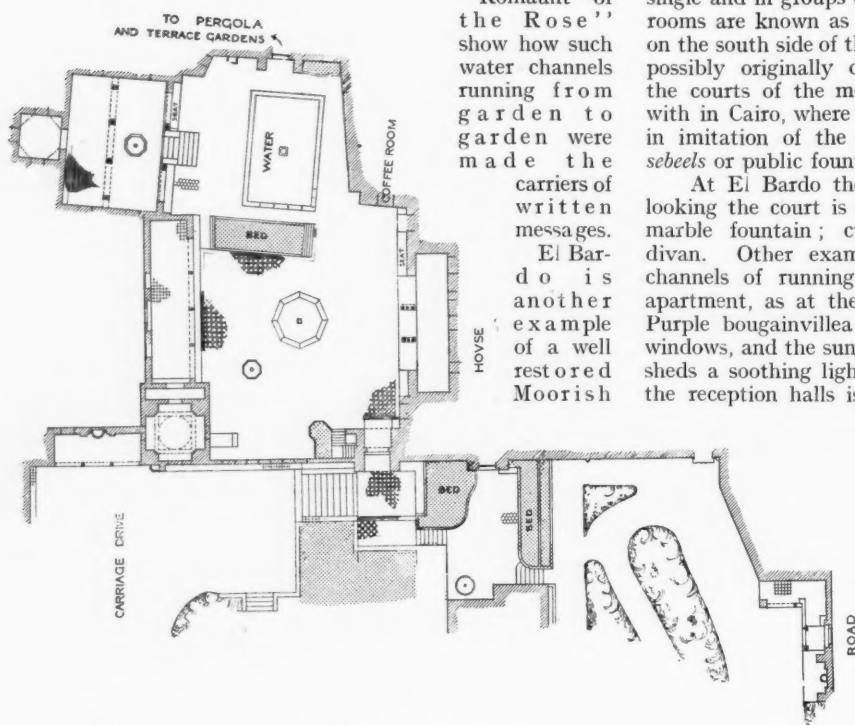 TO PERGOLA
AND TERRACE GARDENS
SEAT
WATER
COFFEE ROOM
BED
SEAT
HOVSE
CARRIAGE DRIVE
BED
BED
ROAD
Romaunt of
the Rose”
show how such
water channels
running from
garden to
garden were
made the
carriers of
written
messages.
El Bar-
do is
another
example
of a well
restored
Moorish
single and in groups
rooms are known as
on the south side of th
possibly originally
the courts of the m
with in Cairo, where
in imitation of the
sebeels or public foun
At El Bardo the
looking the court is
marble fountain; c
divan. Other exam
channels of running
apartment, as at the
Purple bougainvillea
windows, and the sun
sheds a soothing ligh
the reception halls is